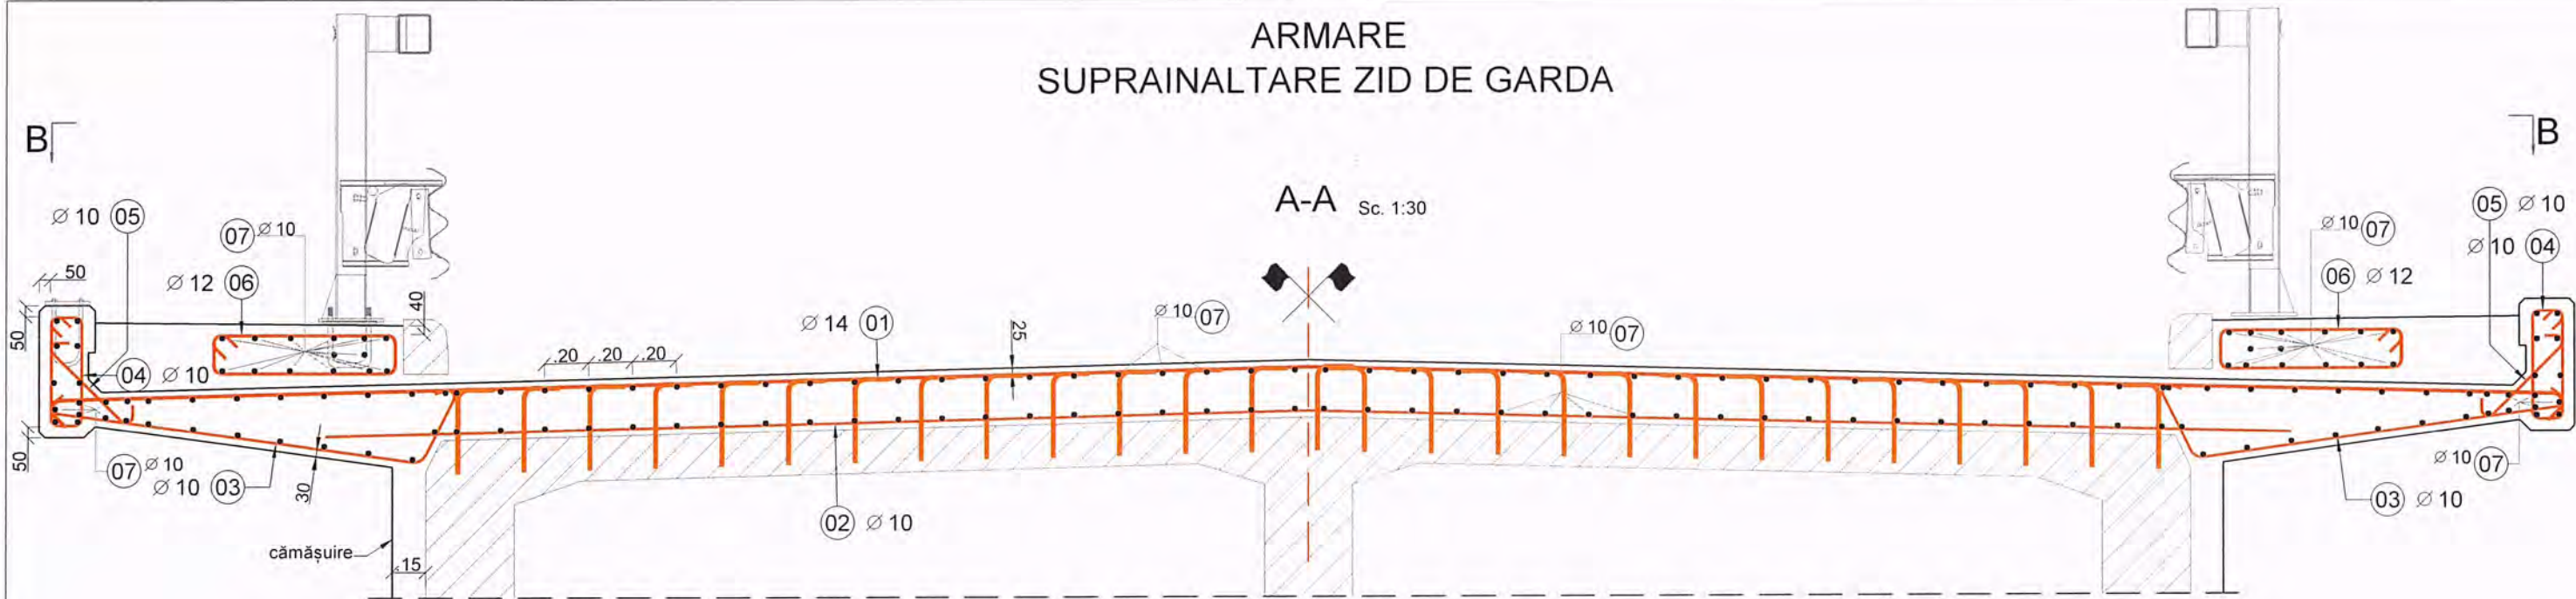 ARMARE
SUPRAINALTARE ZID DE GARDA
B
B
A-A Sc. 1:30
Ø 10 05
07 Ø 10
Ø 12 06
50
50
40
04 Ø 10
50
07 Ø 10
Ø 10 03
30
cămășuire
.15
.20 .20 .20
Ø 14 01
25
Ø 10 07
02 Ø 10
Ø 10 07
Ø 10 07
06 Ø 12
05 Ø 10
Ø 10 04
Ø 10 07
03 Ø 10